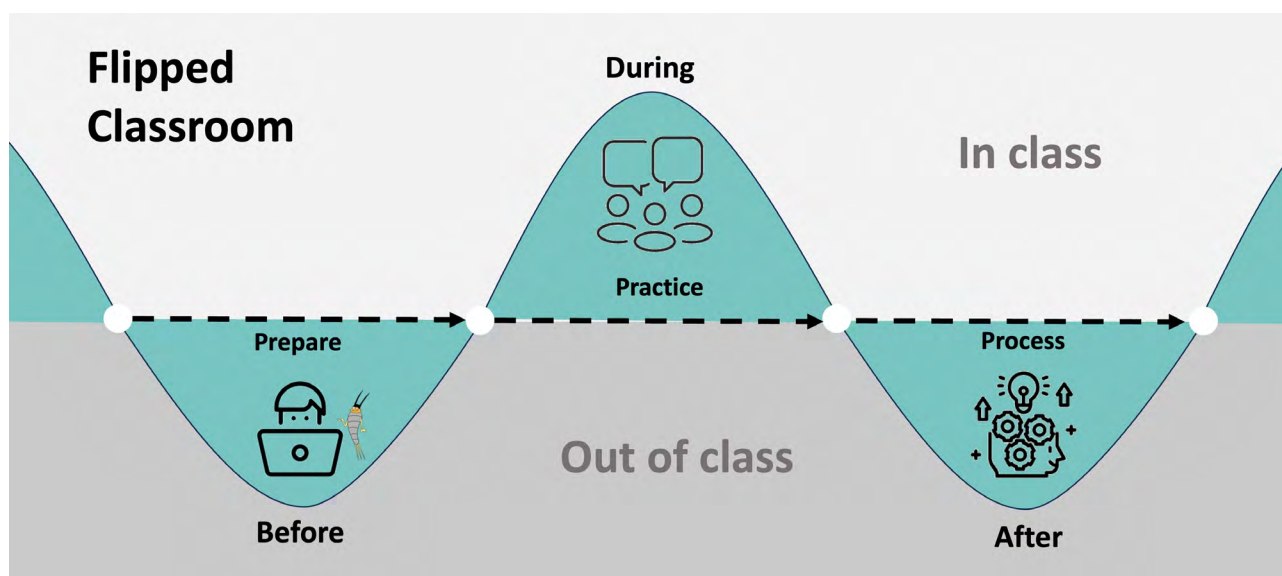 Flipped
Classroom
During
In class
Practice
Prepare
Process
Out of class
Before
After